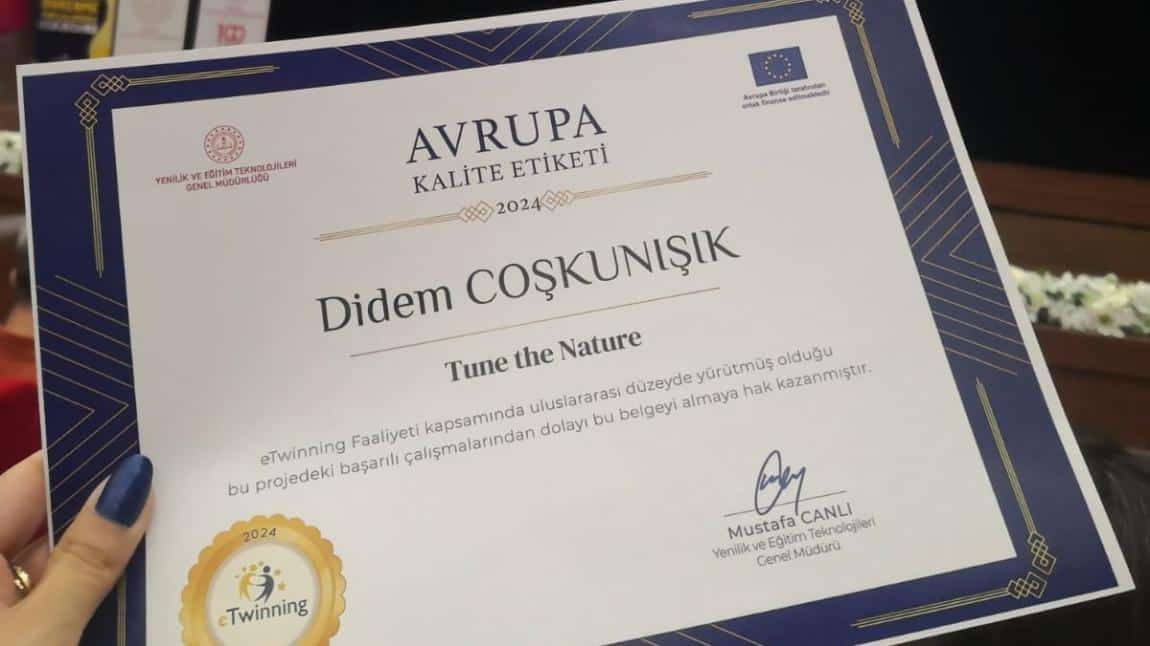 100
YENİLİK VE EĞİTİM TEKNOLOJİLERİ
GENEL MÜDÜRLÜĞÜ
Avrupa Birliği tarafından
ortak finanse edilmektedir
AVRUPA
KALİTE ETİKETİ
2024
Didem COŞKUNIŞIK
Tune the Nature
eTwinning Faaliyeti kapsamında uluslararası düzeyde yürütmüş olduğu
bu projedeki başarılı çalışmalarından dolayı bu belgeyi almaya hak kazanmıştır.
Mustafa CANLI
Yenilik ve Eğitim Teknolojileri
Genel Müdürü
2024
eTwinning